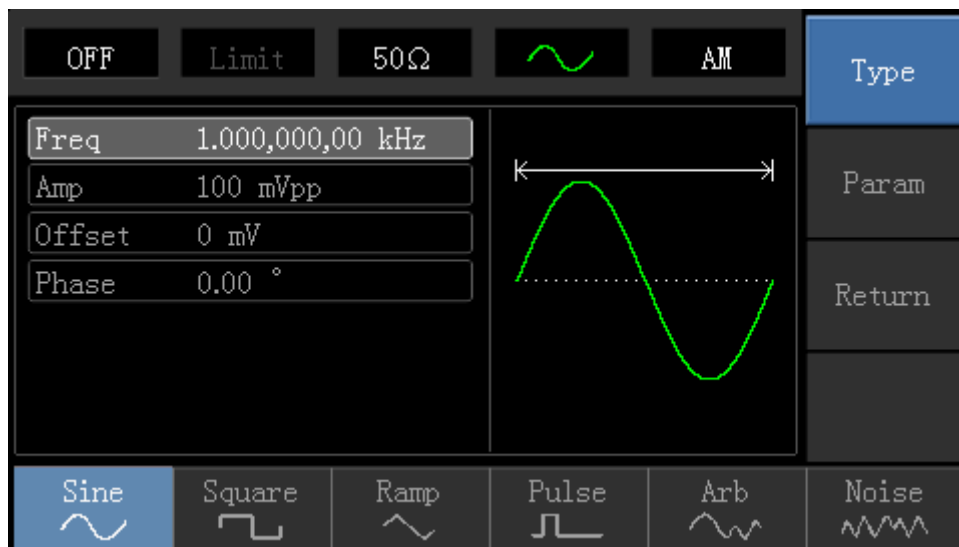 OFF Limit 50Ω AM
Type
Freq 1.000,000,00 kHz
Amp 100 mVpp
Offset 0 mV
Phase 0.00 °
Param
Return
Sine Square Ramp Pulse Arb Noise